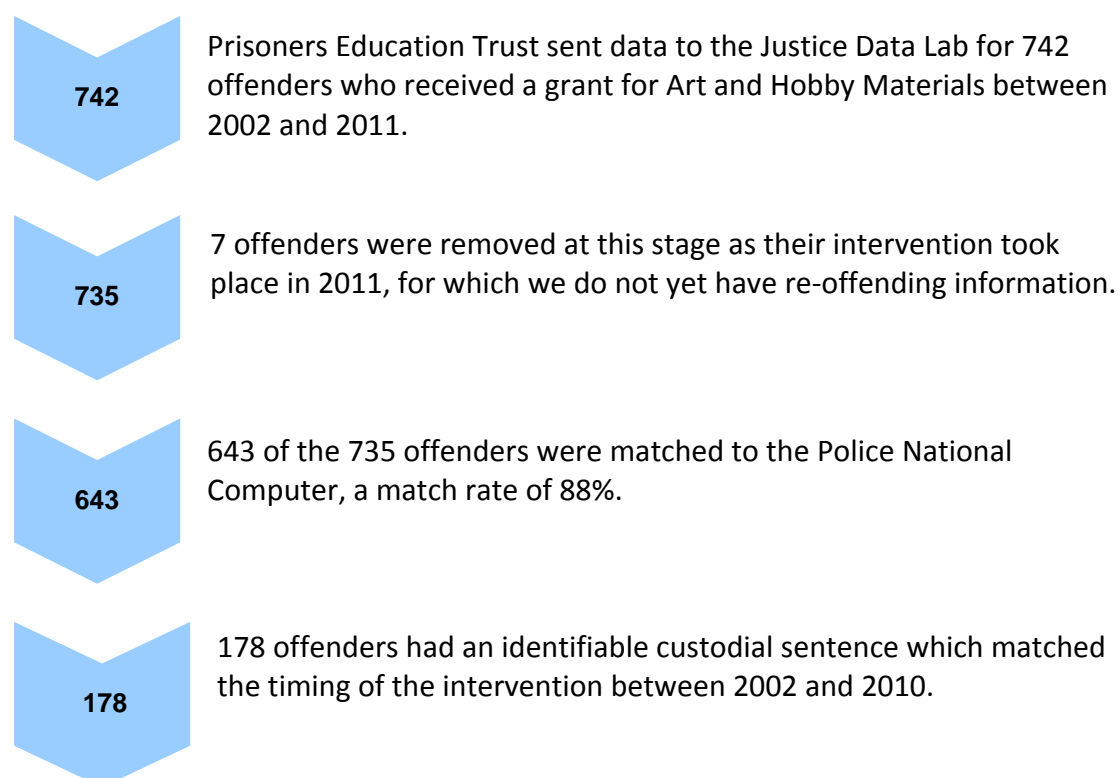 742
Prisoners Education Trust sent data to the Justice Data Lab for 742
offenders who received a grant for Art and Hobby Materials between
2002 and 2011.
735
7 offenders were removed at this stage as their intervention took
place in 2011, for which we do not yet have re-offending information.
643
643 of the 735 offenders were matched to the Police National
Computer, a match rate of 88%.
178
178 offenders had an identifiable custodial sentence which matched
the timing of the intervention between 2002 and 2010.